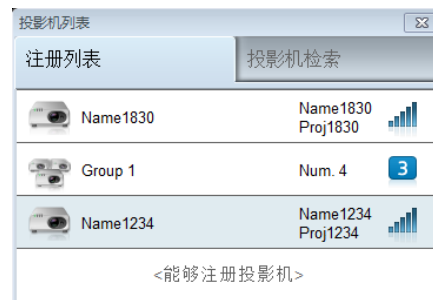 投影机列表
注册列表 投影机检索
Name1830 Name1830
Proj1830
Group 1 Num. 4 3
Name1234 Name1234
Proj1234
<能够注册投影机>